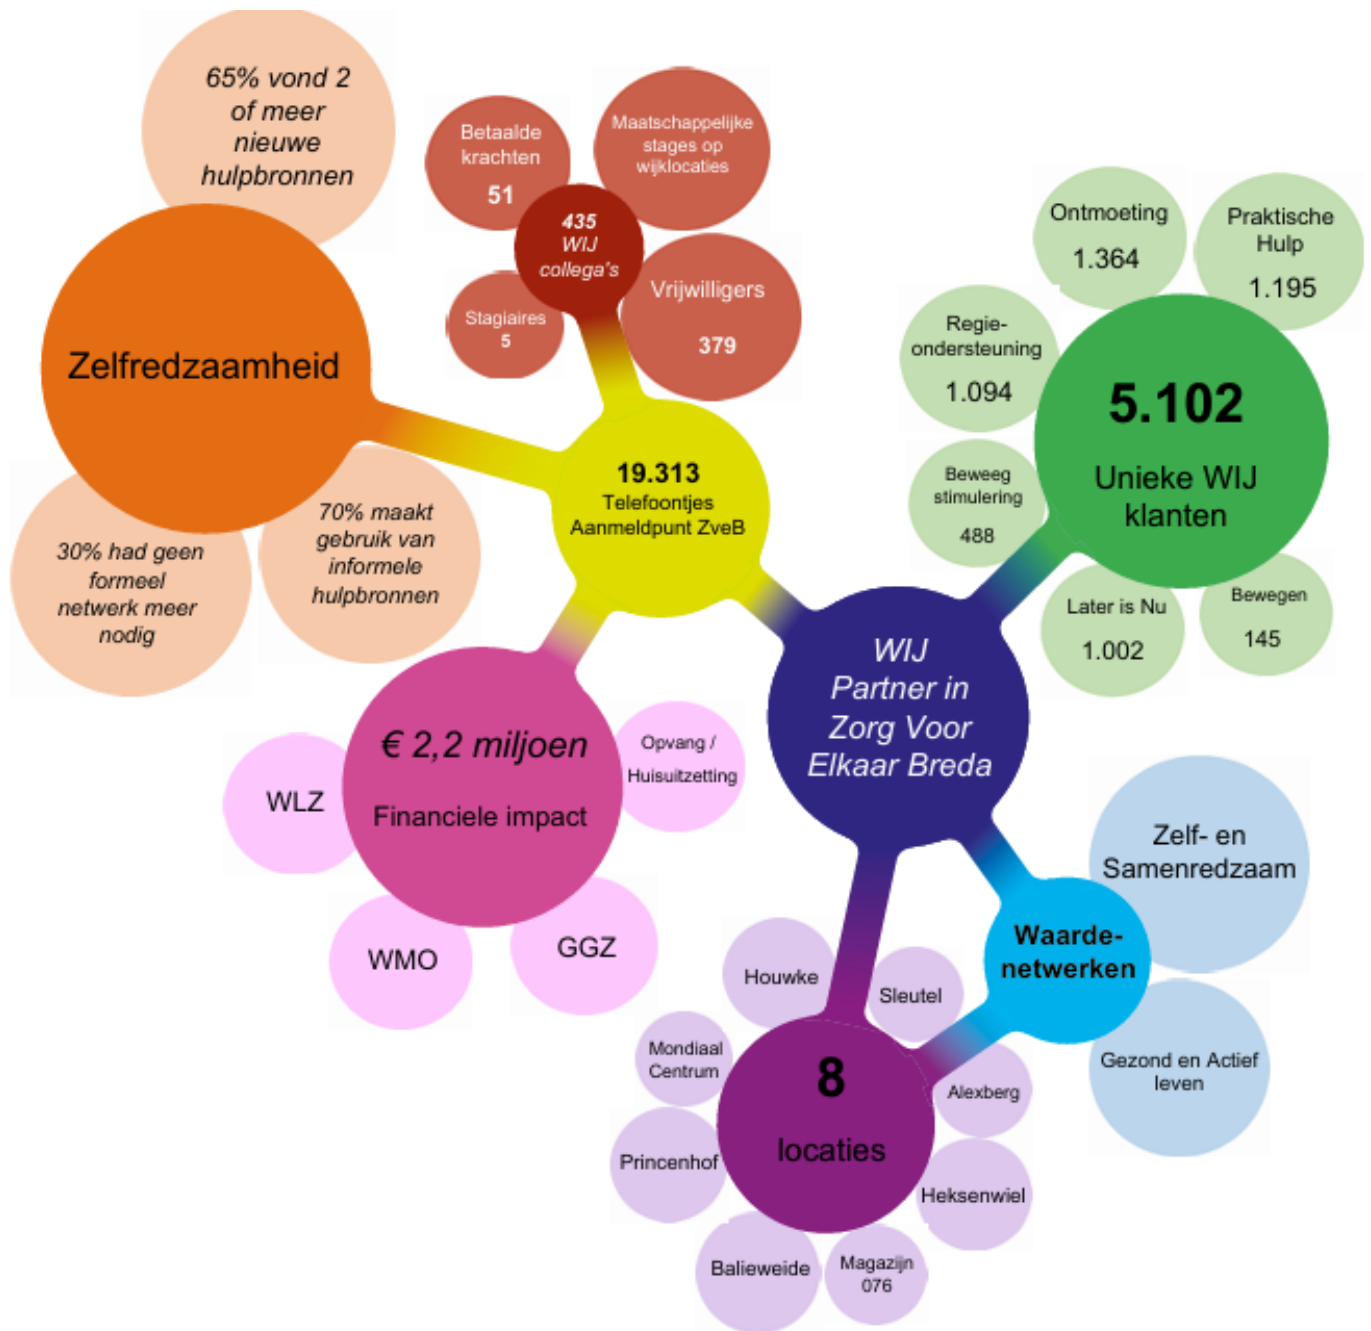 65% vond 2
of meer
nieuwe
hulpbronnen
Zelfredzaamheid
30% had geen
formeel
netwerk meer
nodig
70% maakt
gebruik van
informele
hulpbronnen
Betaalde
krachten
51
Maatschappelijke
stages op
wijklocaties
435
WIJ
collega's
Stagiaires
5
Vrijwilligers
379
19.313
Telefoontjes
Aanmeldpunt ZveB
Ontmoeting
1.364
Praktische
Hulp
1.195
Regie-
ondersteuning
1.094
5.102
Unieke WIJ
klanten
Beweeg
stimulering
488
Later is Nu
1.002
Bewegen
145
WIJ
Partner in
Zorg Voor
Elkaar Breda
€ 2,2 miljoen
Financiele impact
Opvang /
Huisuitzetting
WLZ
WMO
GGZ
Waarde-
netwerken
Zelf- en
Samenredzaam
Gezond en Actief
leven
8
locaties
Houwke
Sleutel
Mondiaal
Centrum
Alexberg
Princenhof
Heksenwiel
Balieweide
Magazijn
076